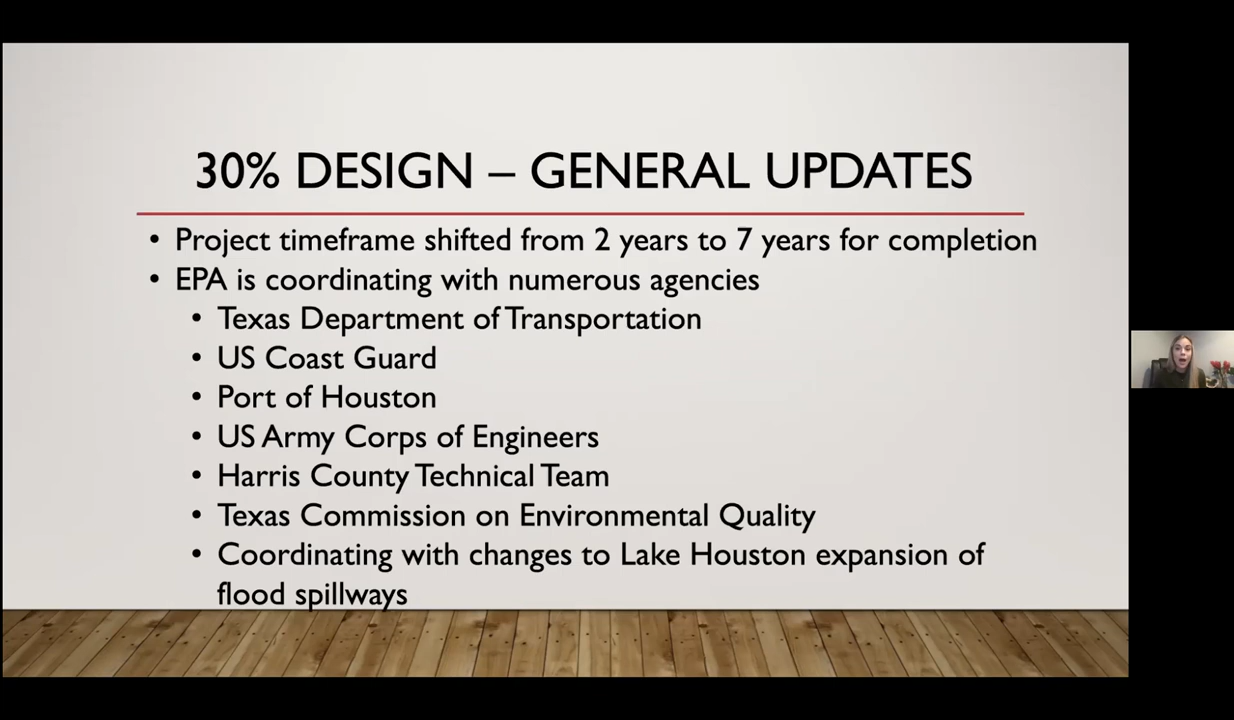 30% DESIGN – GENERAL UPDATES
• Project timeframe shifted from 2 years to 7 years for completion
• EPA is coordinating with numerous agencies
• Texas Department of Transportation
• US Coast Guard
• Port of Houston
• US Army Corps of Engineers
• Harris County Technical Team
• Texas Commission on Environmental Quality
• Coordinating with changes to Lake Houston expansion of
flood spillways